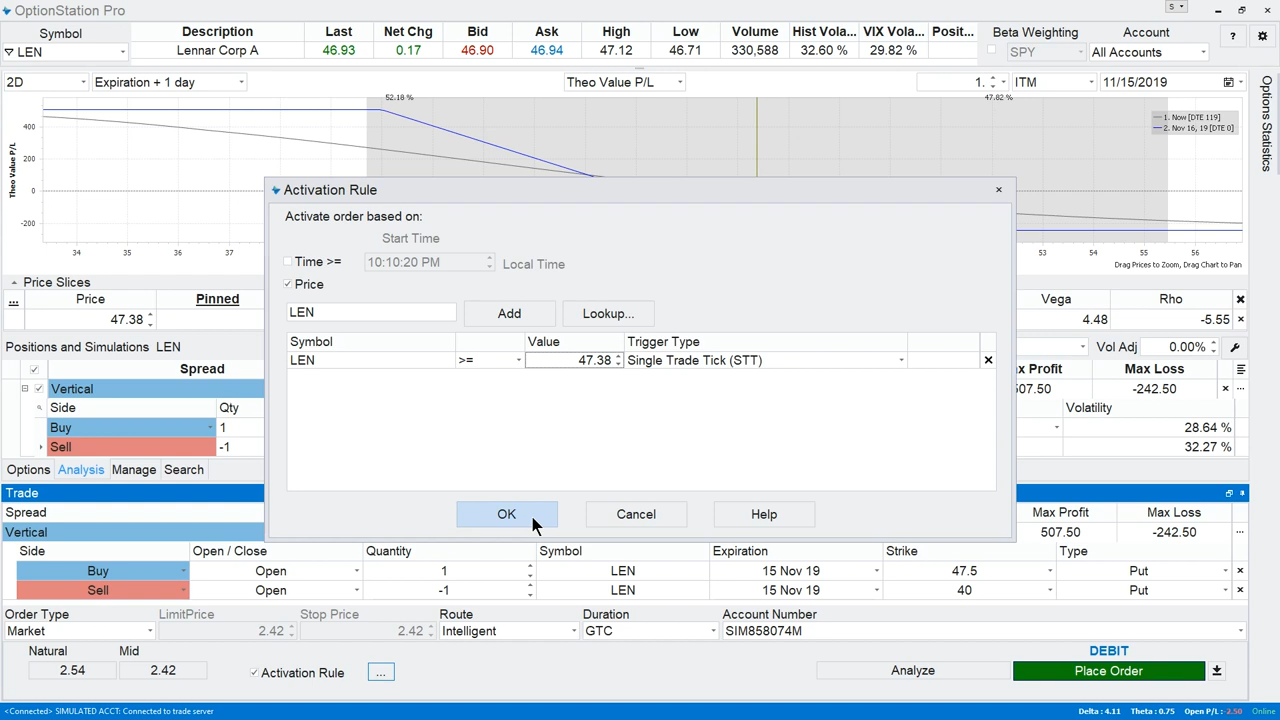 OptionStation Pro
S
Symbol Description Last Net Chg Bid Ask High Low Volume Hist Vola... VIX Vola... Posit... Beta Weighting Account
LEN Lennar Corp A 46.93 0.17 46.90 46.94 47.12 46.71 330,588 32.60 % 29.82 % SPY All Accounts
?
2D Expiration + 1 day Theo Value P/L 1. ITM 11/15/2019
Options Statistics
52.18 % 47.82 %
Theo Value P/L
400
200
0
-200
1. Now [DTE 119]
2. Nov 16, 19 [DTE 0]
34 35 36 37 53 54 55 56
Drag Prices to Zoom, Drag Chart to Pan
Price Slices
... Price Pinned Vega Rho
47.38 4.48 -5.55
Positions and Simulations LEN Vol Adj 0.00%
Spread x Profit Max Loss
Vertical 07.50 -242.50 ...
Side Qty Volatility
Buy 1 28.64 %
Sell -1 32.27 %
Options Analysis Manage Search
Activation Rule
Activate order based on:
Start Time
Time >= 10:10:20 PM Local Time
Price
LEN Add Lookup...
Symbol Value Trigger Type
LEN >= 47.38 Single Trade Tick (STT)
OK Cancel Help
Trade
Spread Max Profit Max Loss
Vertical 507.50 -242.50 ...
Side Open / Close Quantity Symbol Expiration Strike Type
Buy Open 1 LEN 15 Nov 19 47.5 Put
Sell Open -1 LEN 15 Nov 19 40 Put
Order Type LimitPrice Stop Price Route Duration Account Number
Market 2.42 2.42 Intelligent GTC SIM858074M
Natural Mid DEBIT
2.54 2.42 Activation Rule ... Analyze Place Order
<Connected> SIMULATED ACCT: Connected to trade server Delta : 4.11 Theta : 0.75 Open P/L : -2.50 Online